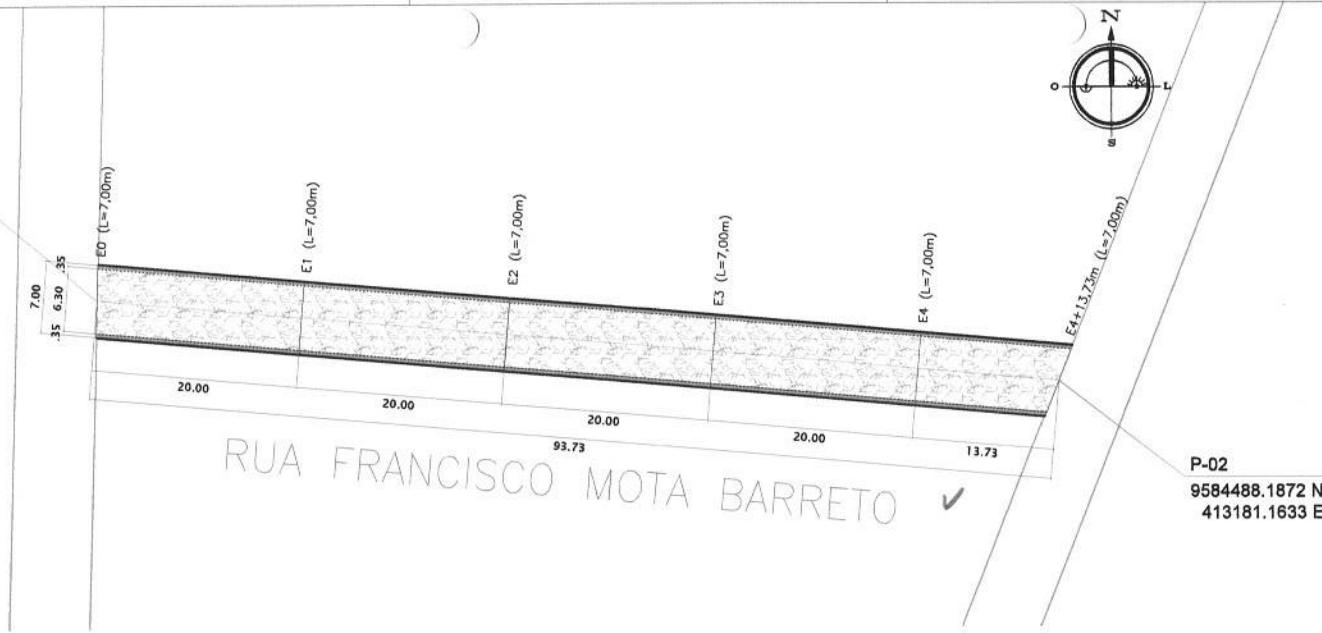 N
O
L
S
E0 (L=7,00m)
E1 (L=7,00m)
E2 (L=7,00m)
E3 (L=7,00m)
E4 (L=7,00m)
E4+13,73m (L=7,00m)
7.00
.35
6.30
.35
20.00
20.00
20.00
20.00
13.73
93.73
RUA FRANCISCO MOTA BARRETO
P-02
9584488.1872 N
413181.1633 E